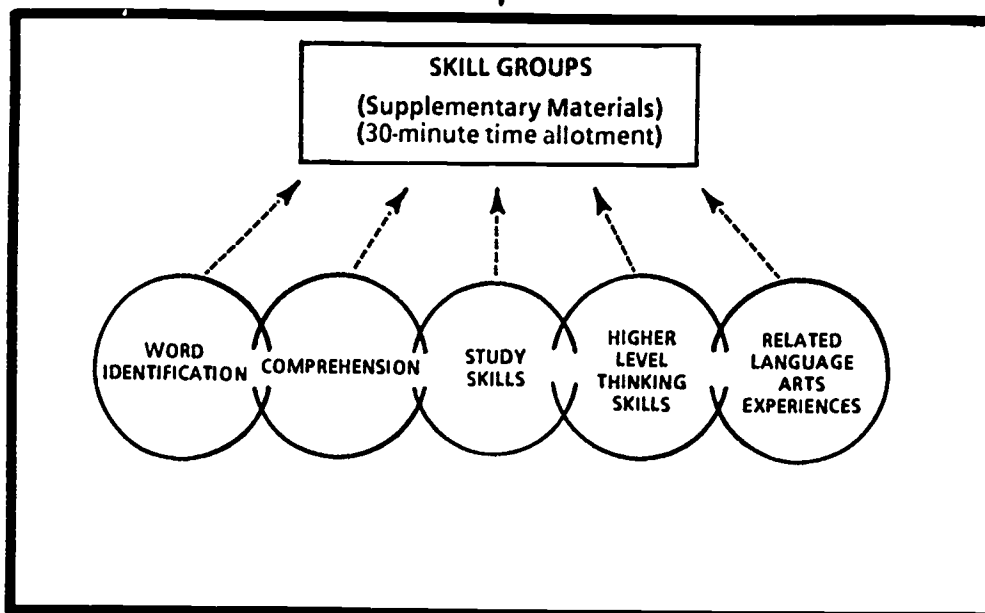 SKILL GROUPS
(Supplementary Materials)
(30-minute time allotment)
WORD
IDENTIFICATION
COMPREHENSION
STUDY
SKILLS
HIGHER
LEVEL
THINKING
SKILLS
RELATED
LANGUAGE
ARTS
EXPERIENCES